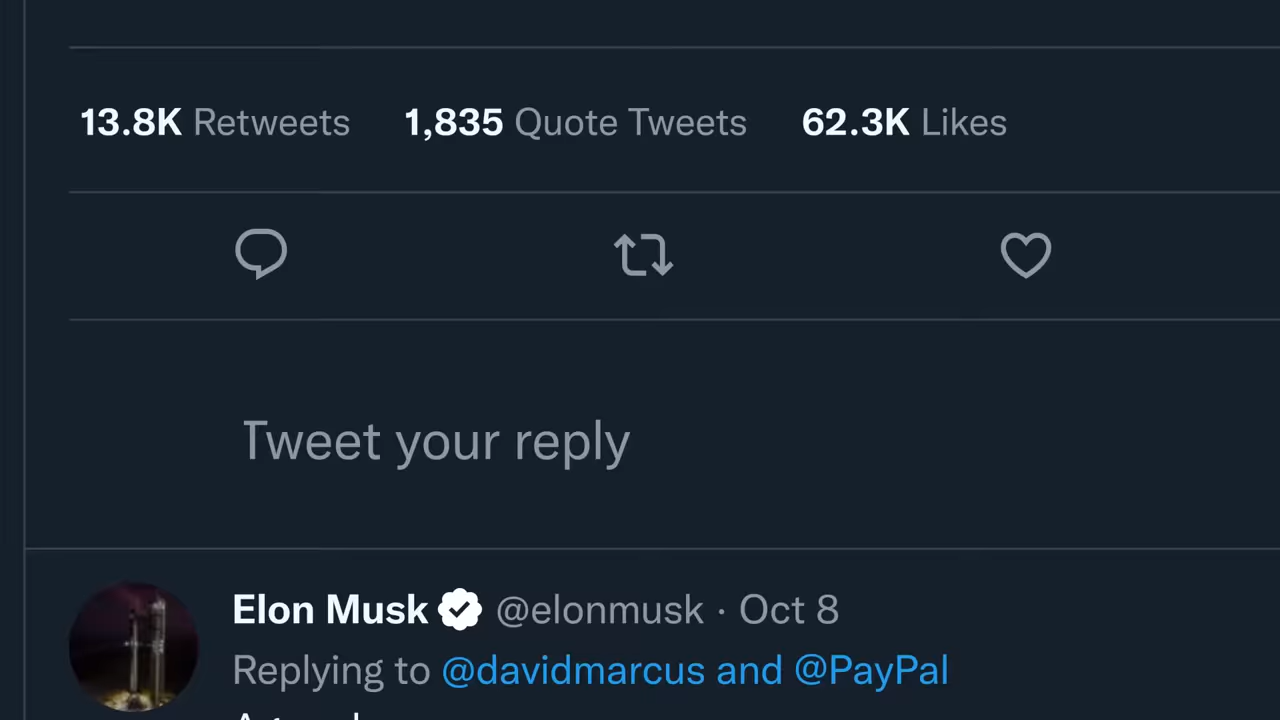 13.8K Retweets 1,835 Quote Tweets 62.3K Likes
Tweet your reply
Elon Musk @elonmusk · Oct 8
Replying to @davidmarcus and @PayPal